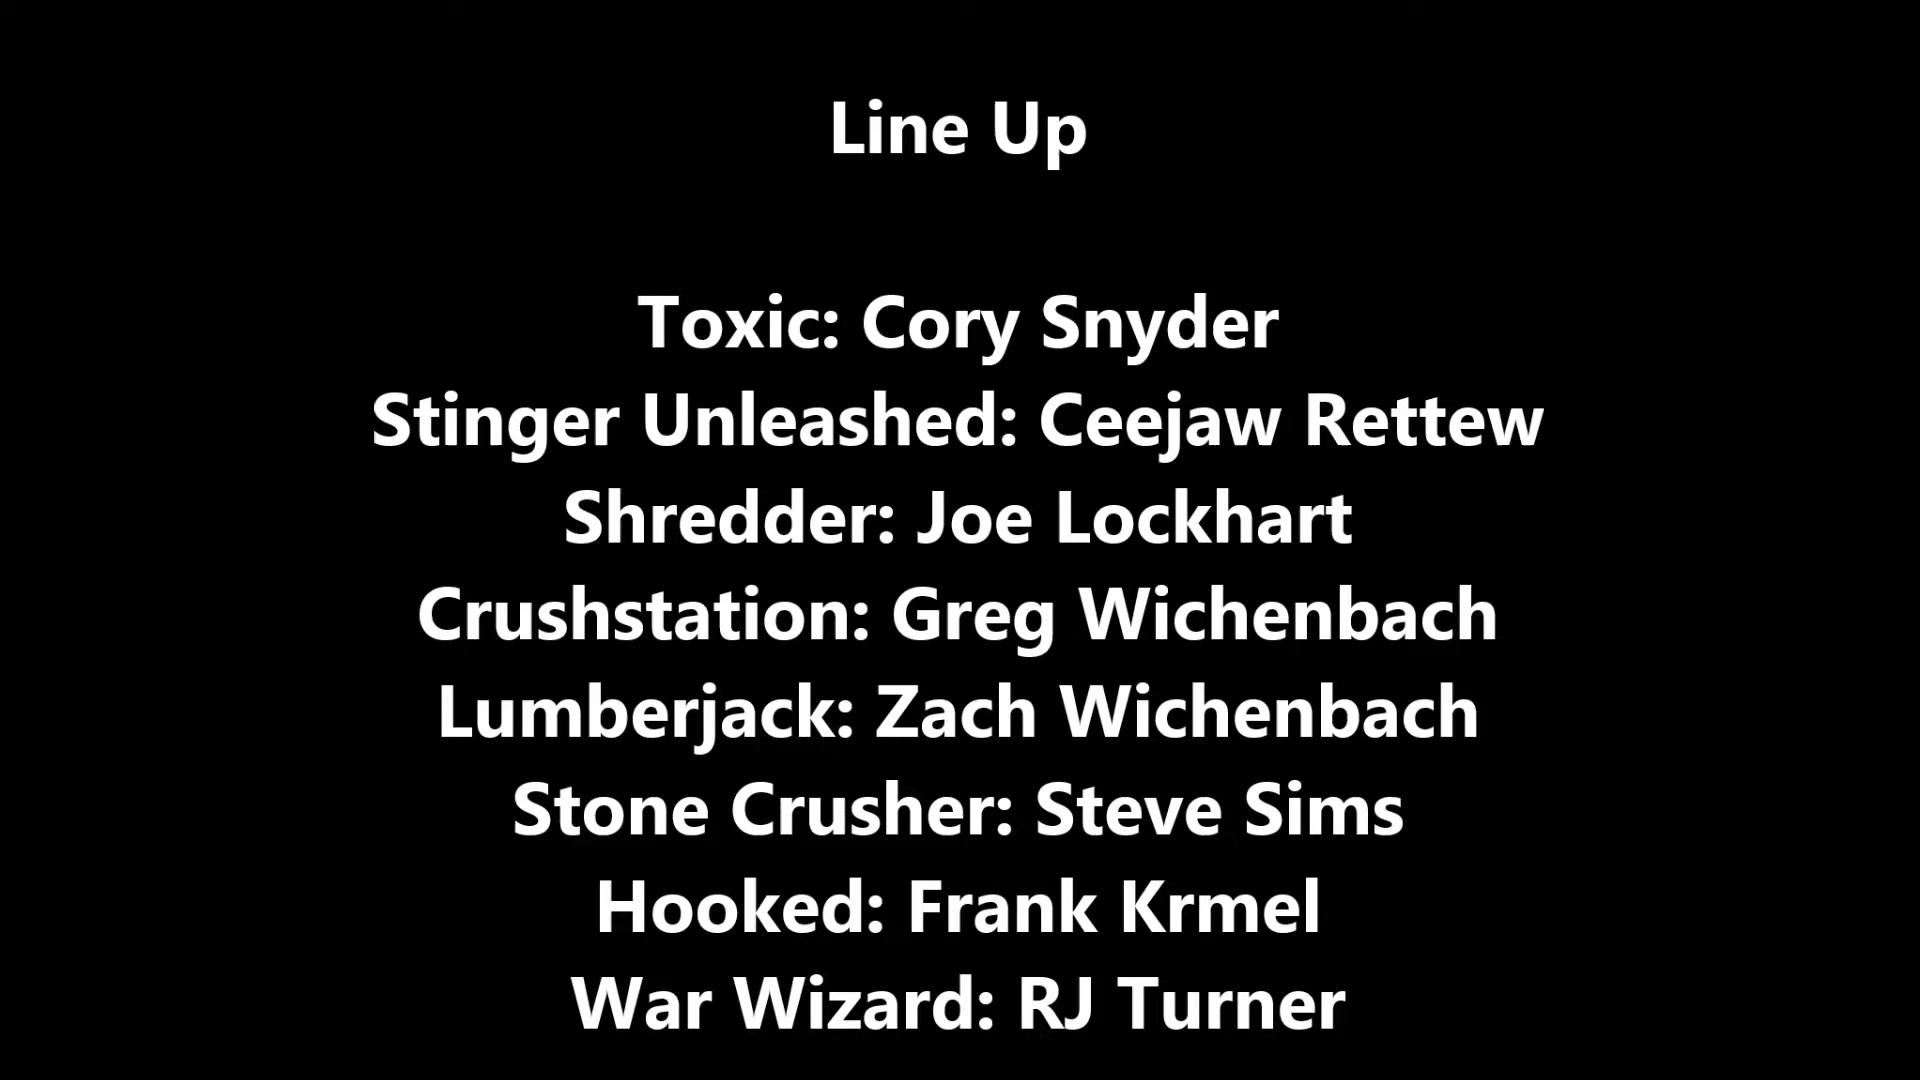 Line Up
Toxic: Cory Snyder
Stinger Unleashed: Ceejaw Rettew
Shredder: Joe Lockhart
Crushstation: Greg Wichenbach
Lumberjack: Zach Wichenbach
Stone Crusher: Steve Sims
Hooked: Frank Krmel
War Wizard: RJ Turner